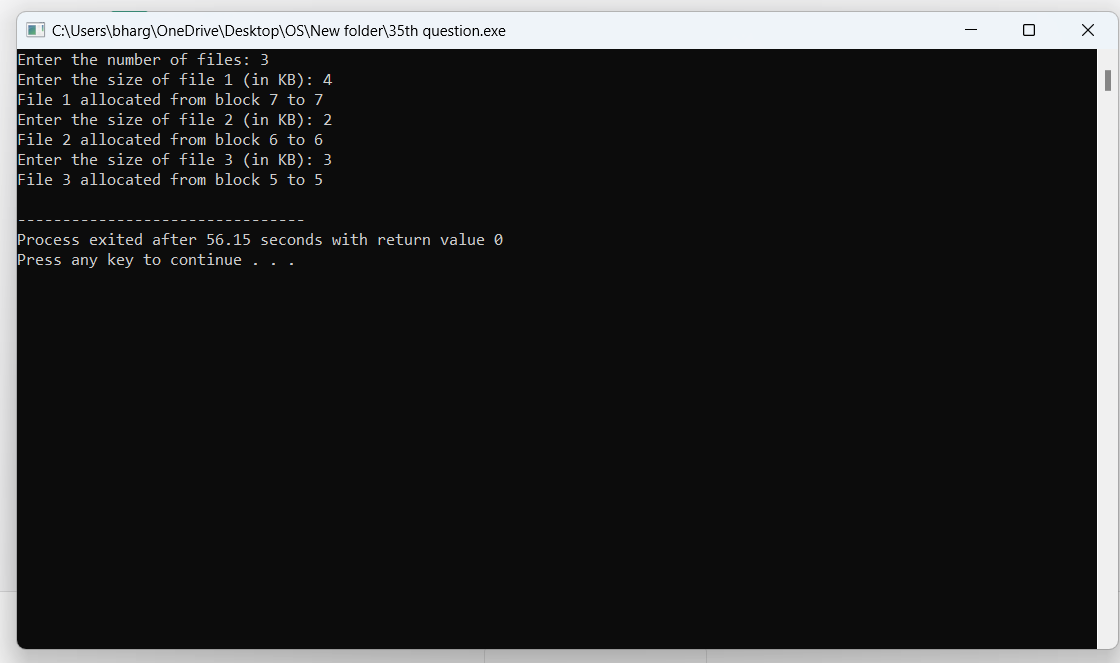 C:\Users\bharg\OneDrive\Desktop\OS\New folder\35th question.exe
Enter the number of files: 3
Enter the size of file 1 (in KB): 4
File 1 allocated from block 7 to 7
Enter the size of file 2 (in KB): 2
File 2 allocated from block 6 to 6
Enter the size of file 3 (in KB): 3
File 3 allocated from block 5 to 5
--------------------------------
Process exited after 56.15 seconds with return value 0
Press any key to continue . . .